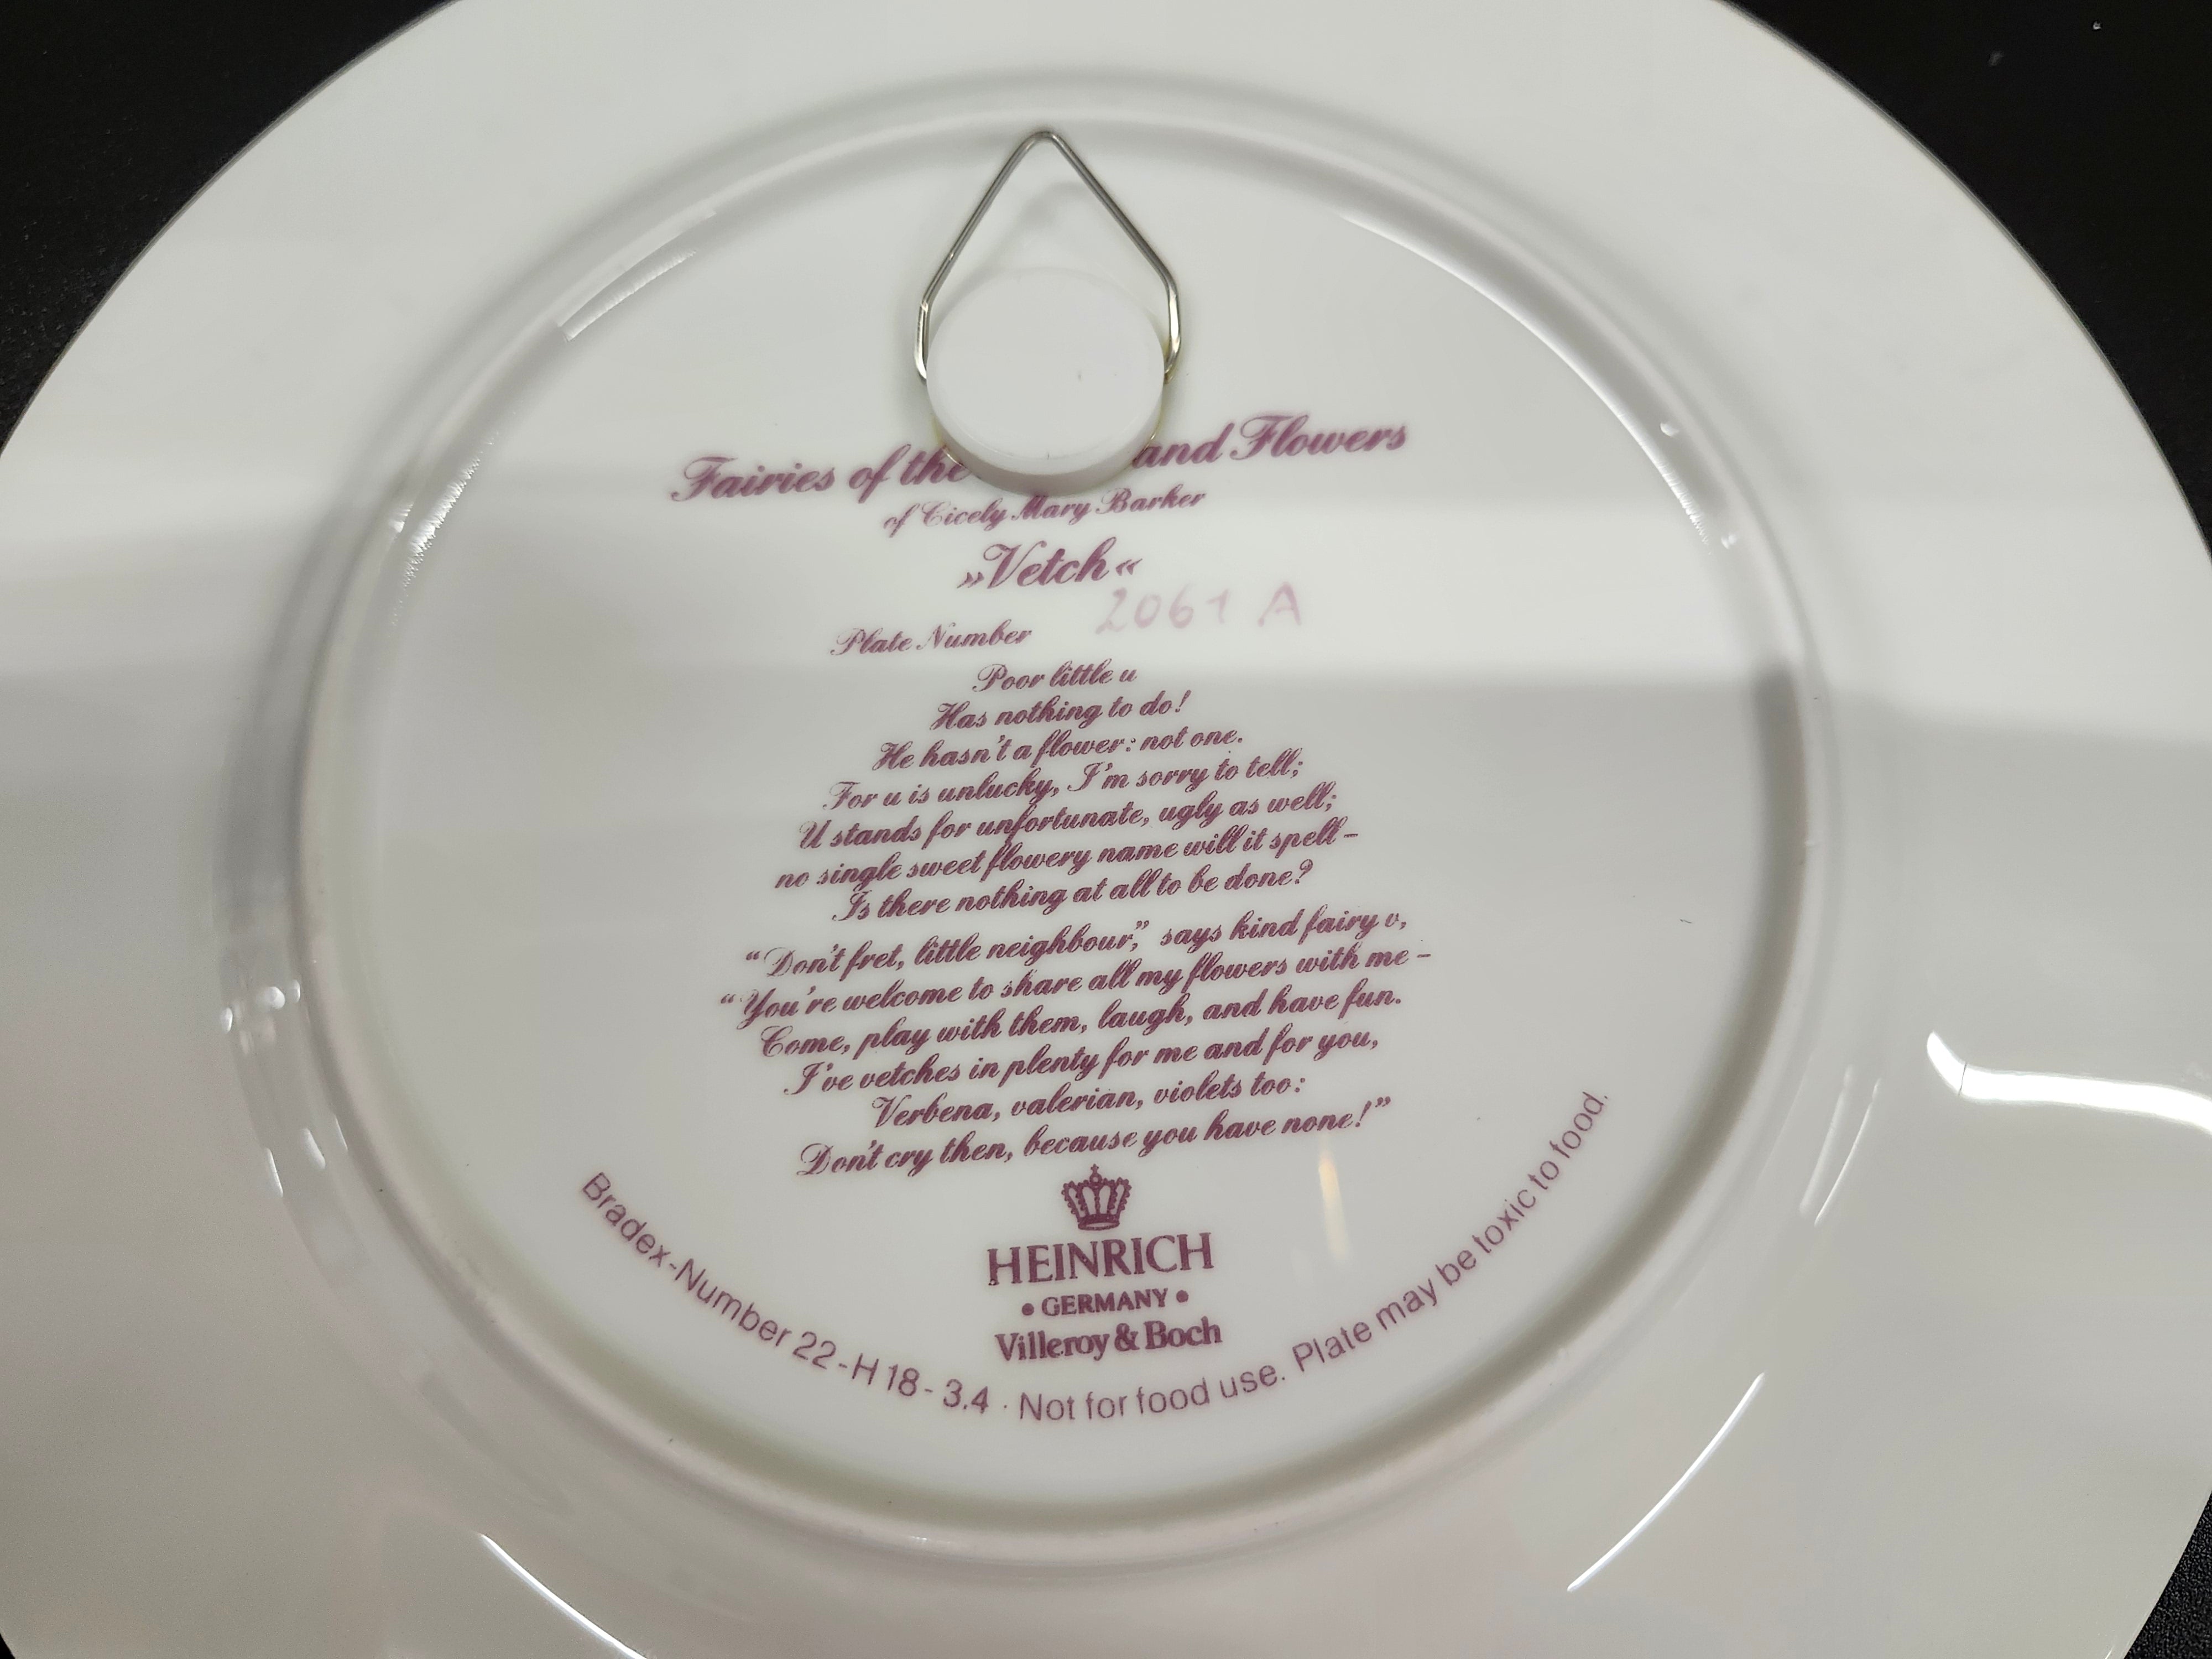 Fairies of the and Flowers
of Cicely Mary Barker
»Vetch«
2061 A
Plate Number
Poor little u
Has nothing to do!
He hasn't a flower: not one.
For u is unlucky, I'm sorry to tell;
U stands for unfortunate, ugly as well;
no single sweet flowery name will it spell –
Is there nothing at all to be done?
“Don't fret, little neighbour,” says kind fairy v,
“You're welcome to share all my flowers with me –
Come, play with them, laugh, and have fun.
I've vetches in plenty for me and for you,
Verbena, valerian, violets too:
Don't cry then, because you have none!”
HEINRICH
• GERMANY •
Villeroy & Boch
Bradex-Number 22-H18-3.4 · Not for food use. Plate may be toxic to food.